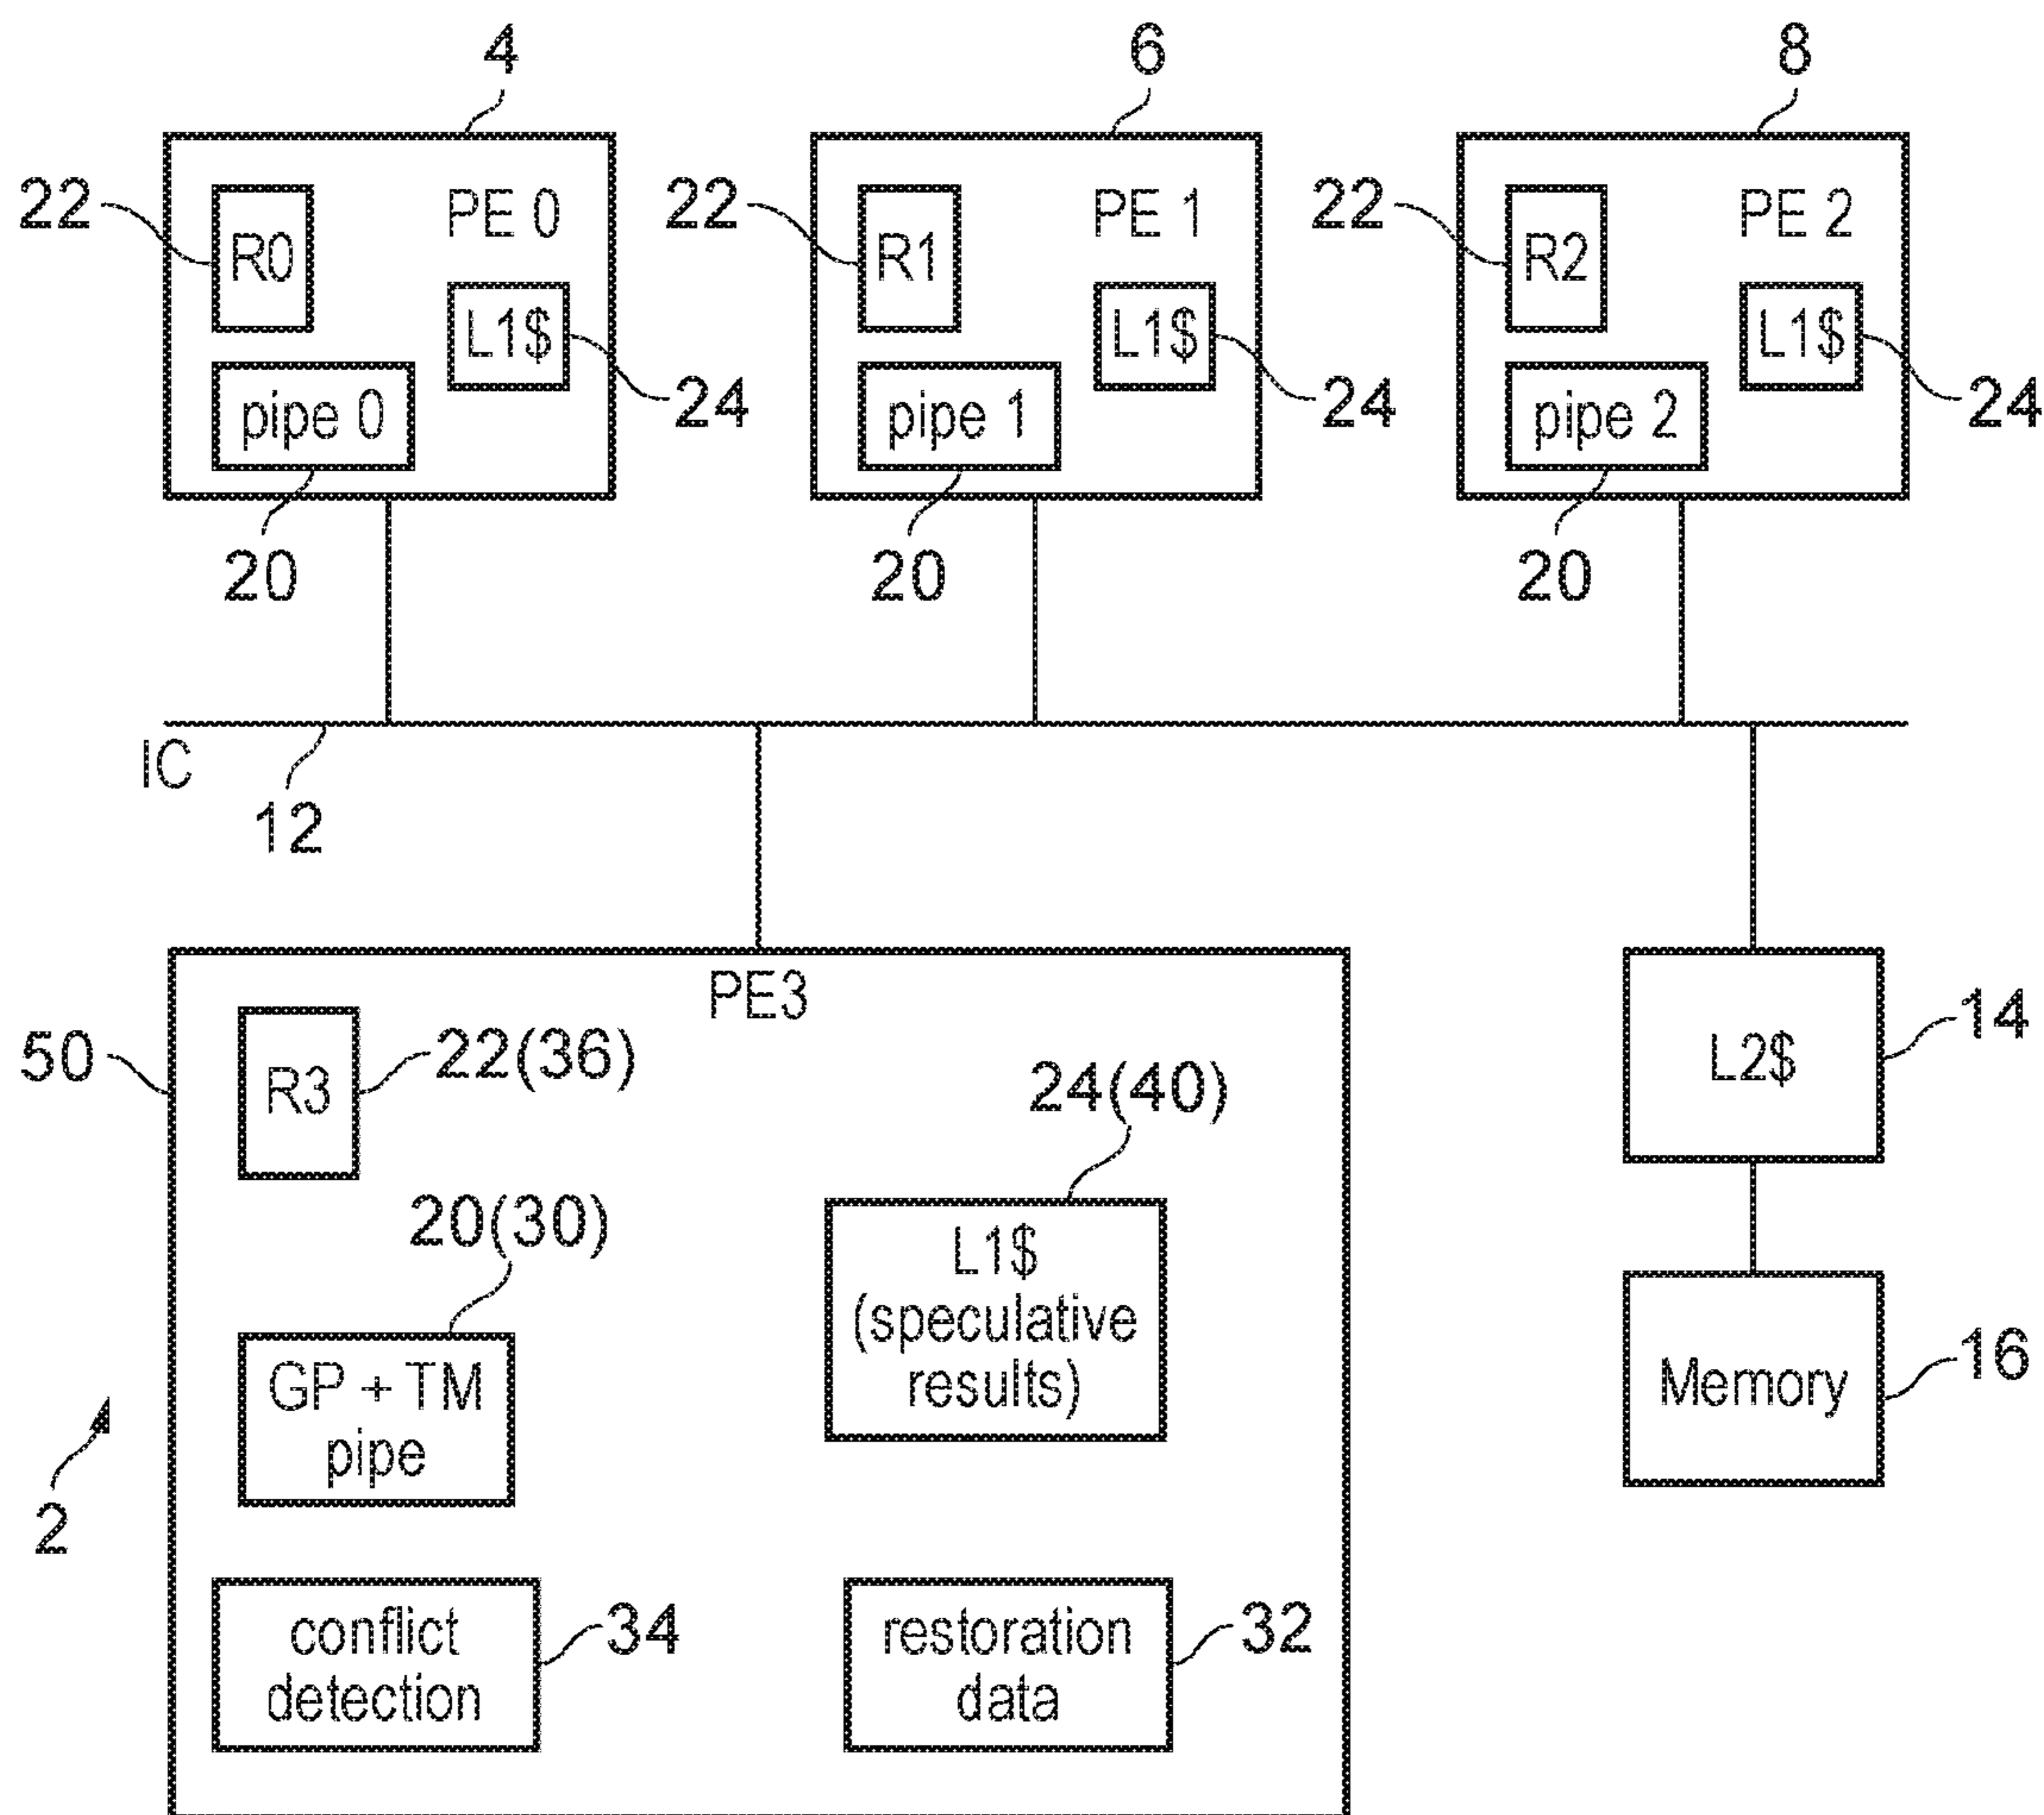 4 6 8
22 R0 PE 0 22 R1 PE 1 22 R2 PE 2
L1$ L1$ L1$
pipe 0 24 pipe 1 24 pipe 2 24
20 20 20
IC
12
PE3
50 R3 22(36) 24(40) L2$ 14
20(30)
L1$
(speculative
results)
GP + TM
pipe
Memory 16
2
conflict
detection
34
restoration
data
32